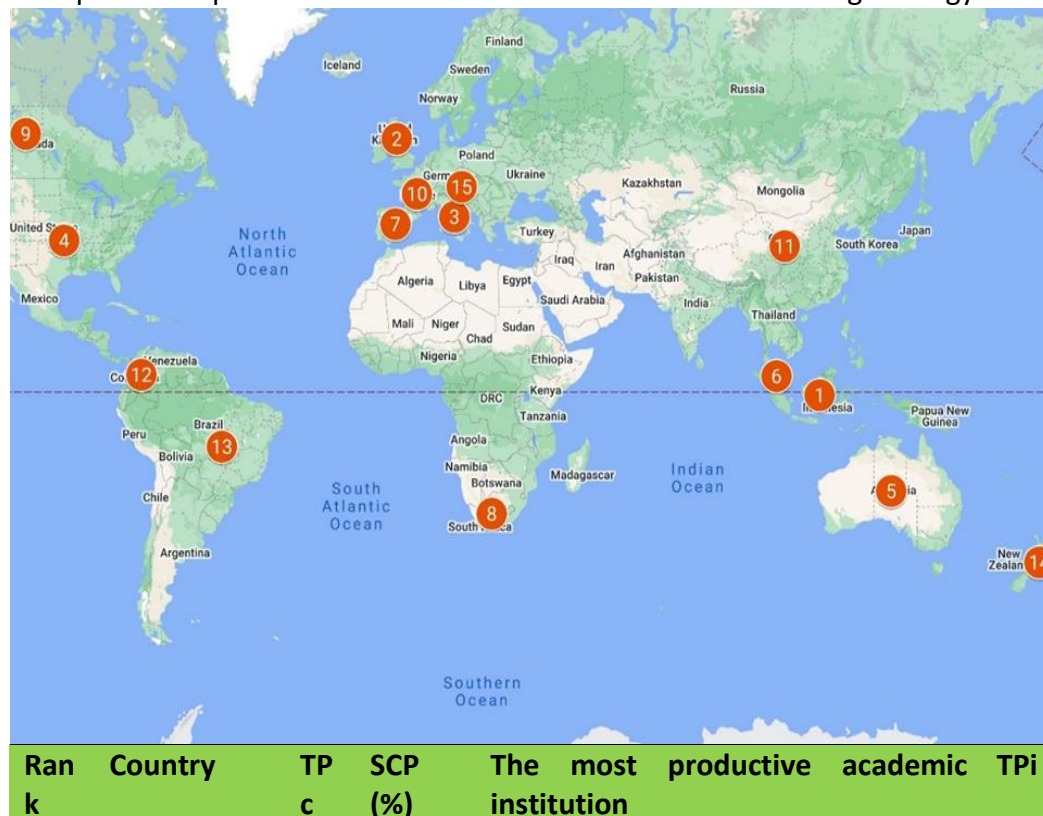 Finland
Iceland
Sweden
Russia
Norway
9
2
Poland
Ukraine
15
10
Kazakhstan
Mongolia
3
7
4
North
Atlantic
Ocean
Turkey
Afghanistan
11
South Korea
Japan
Iraq
Iran
Pakistan
Algeria
Libya
Egypt
Saudi Arabia
India
Mexico
Mali
Niger
Chad
Sudan
Thailand
Nigeria
Ethiopia
Venezuela
12
6
1
DRC
Kenya
Tanzania
Papua New
Guinea
Peru
Brazil
13
Bolivia
Angola
Namibia
Botswana
Madagascar
Indian
Ocean
5
Chile
South
Atlantic
Ocean
8
Argentina
New
14
Southern
Ocean
Ran Country TP SCP The most productive academic TPi
k c (%) institution